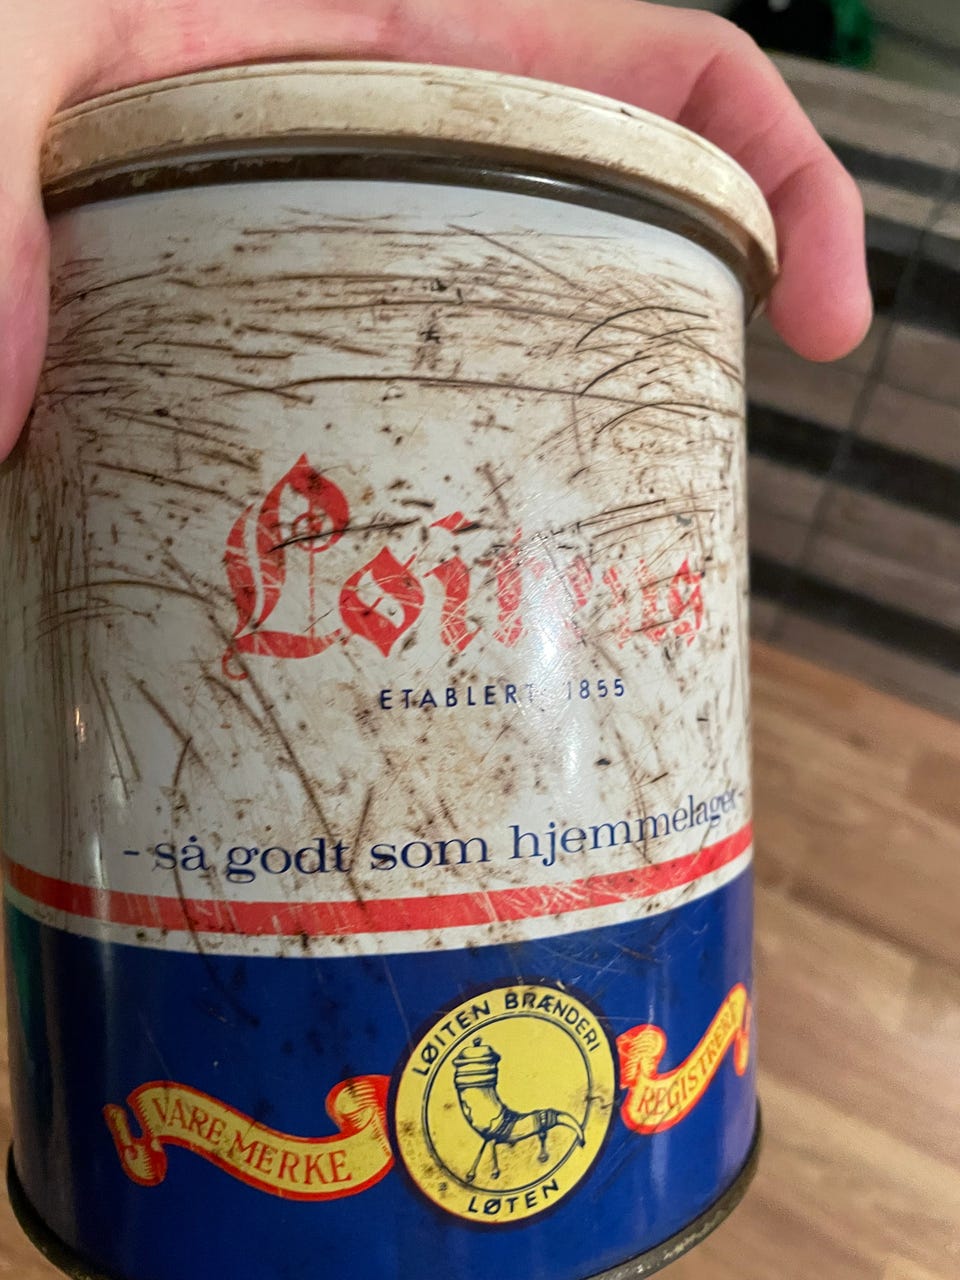 ETABLERT 1855
- så godt som hjemmelaget -
LØITEN BRÆNDERI
VARE-MERKE
REGISTRERT
LØTEN